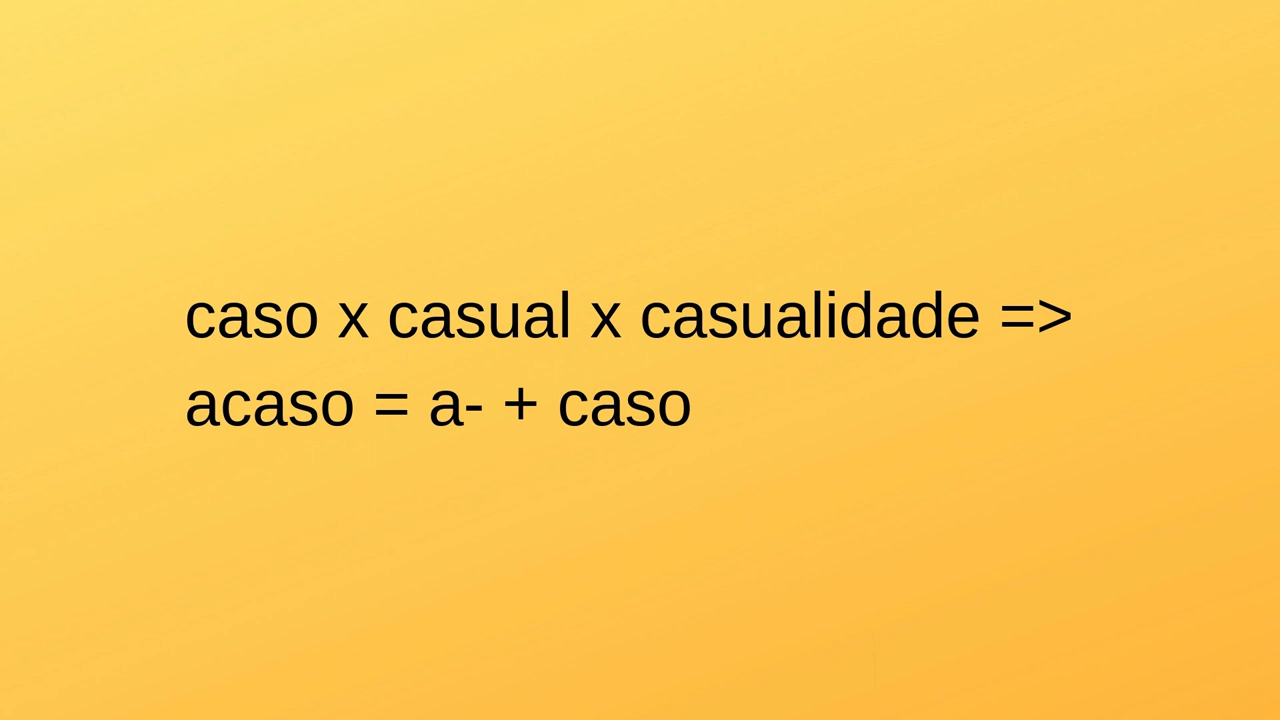 caso x casual x casualidade =>
acaso = a- + caso